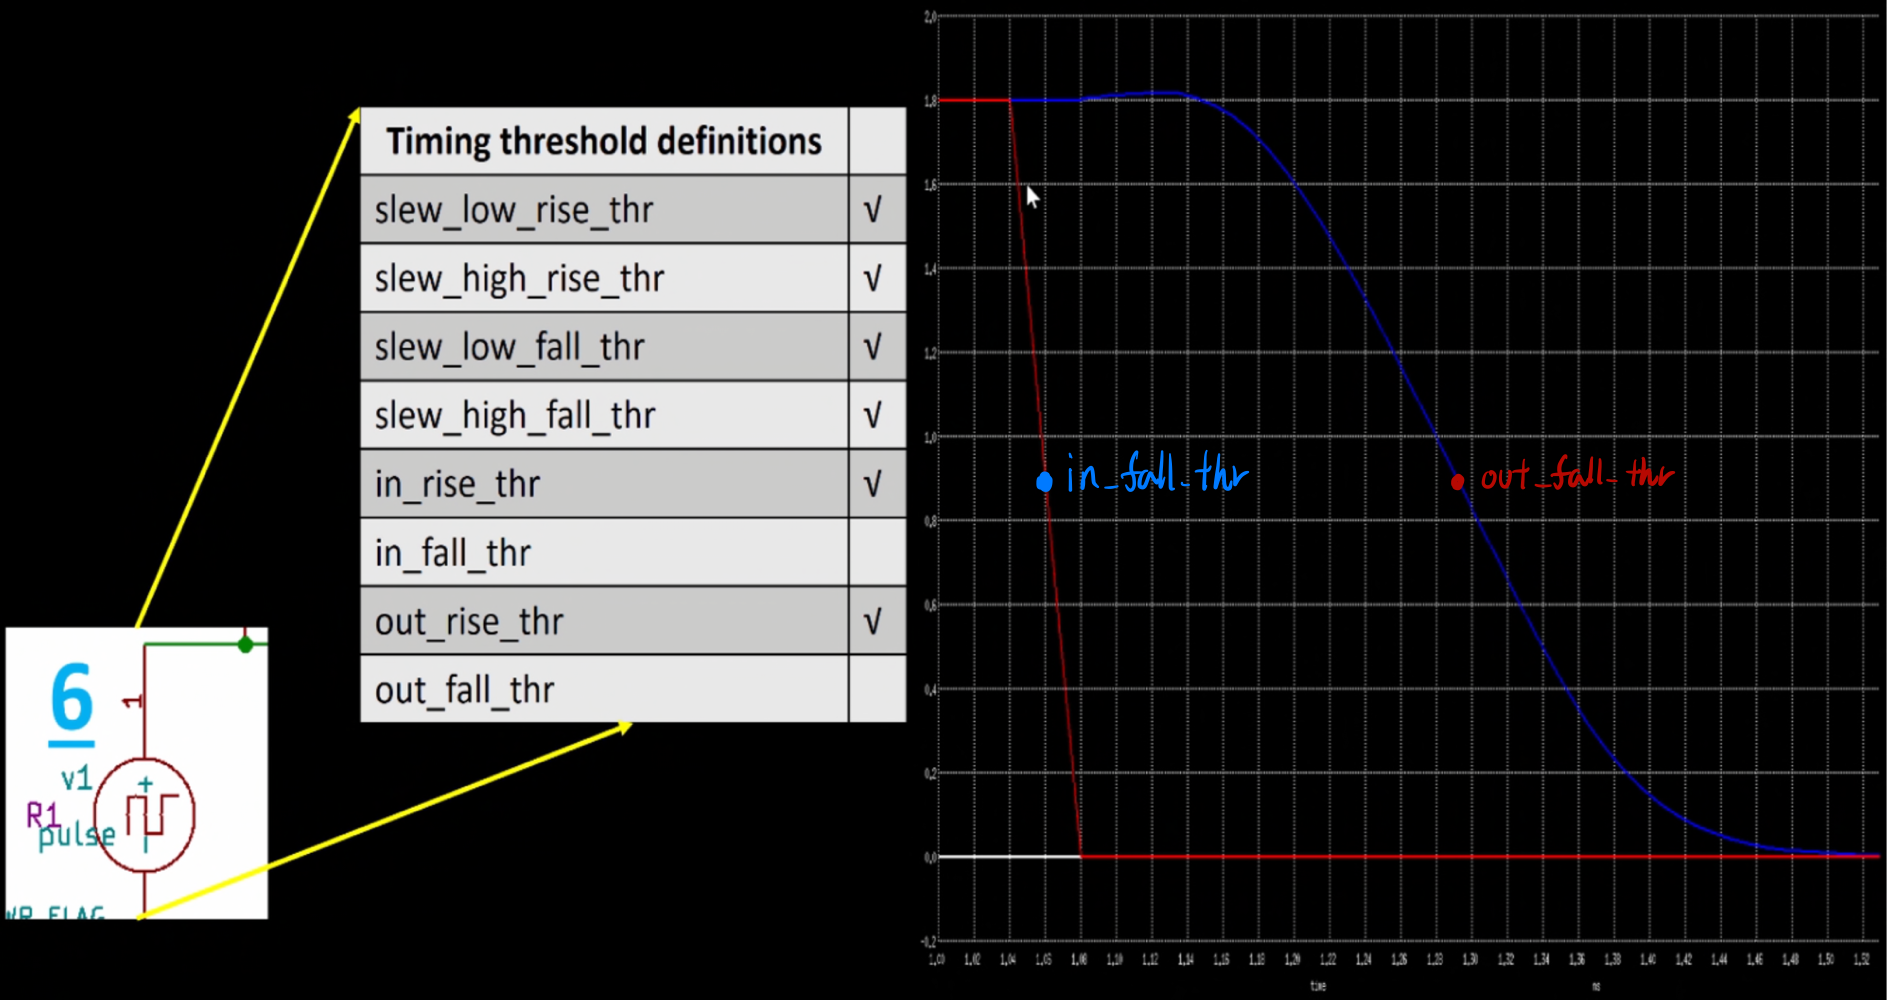 Timing threshold definitions
slew_low_rise_thr √
slew_high_rise_thr √
slew_low_fall_thr √
slew_high_fall_thr √
in_rise_thr √
in_fall_thr
out_rise_thr √
out_fall_thr
6
1
v1
+
R1
pulse
WR_FLAG
2,0
1,8
1,6
1,4
1,2
1,0
0,8
0,6
0,4
0,2
0,0
-0,2
in_fall_thr
out_fall_thr
1,00 1,02 1,04 1,06 1,08 1,10 1,12 1,14 1,16 1,18 1,20 1,22 1,24 1,26 1,28 1,30 1,32 1,34 1,36 1,38 1,40 1,42 1,44 1,46 1,48 1,50 1,52
time ns